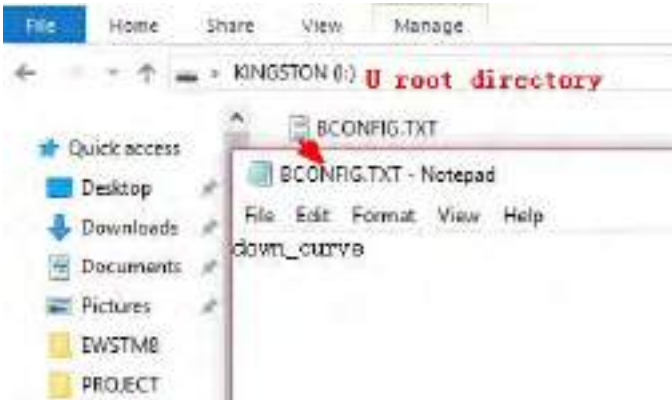 File Home Share View Manage
KINGSTON (I:) U root directory
BCONFIG.TXT
Quick access
BCONFIG.TXT - Notepad
Desktop
File Edit Format View Help
Downloads
down_curve
Documents
Pictures
EWSTM8
PROJECT